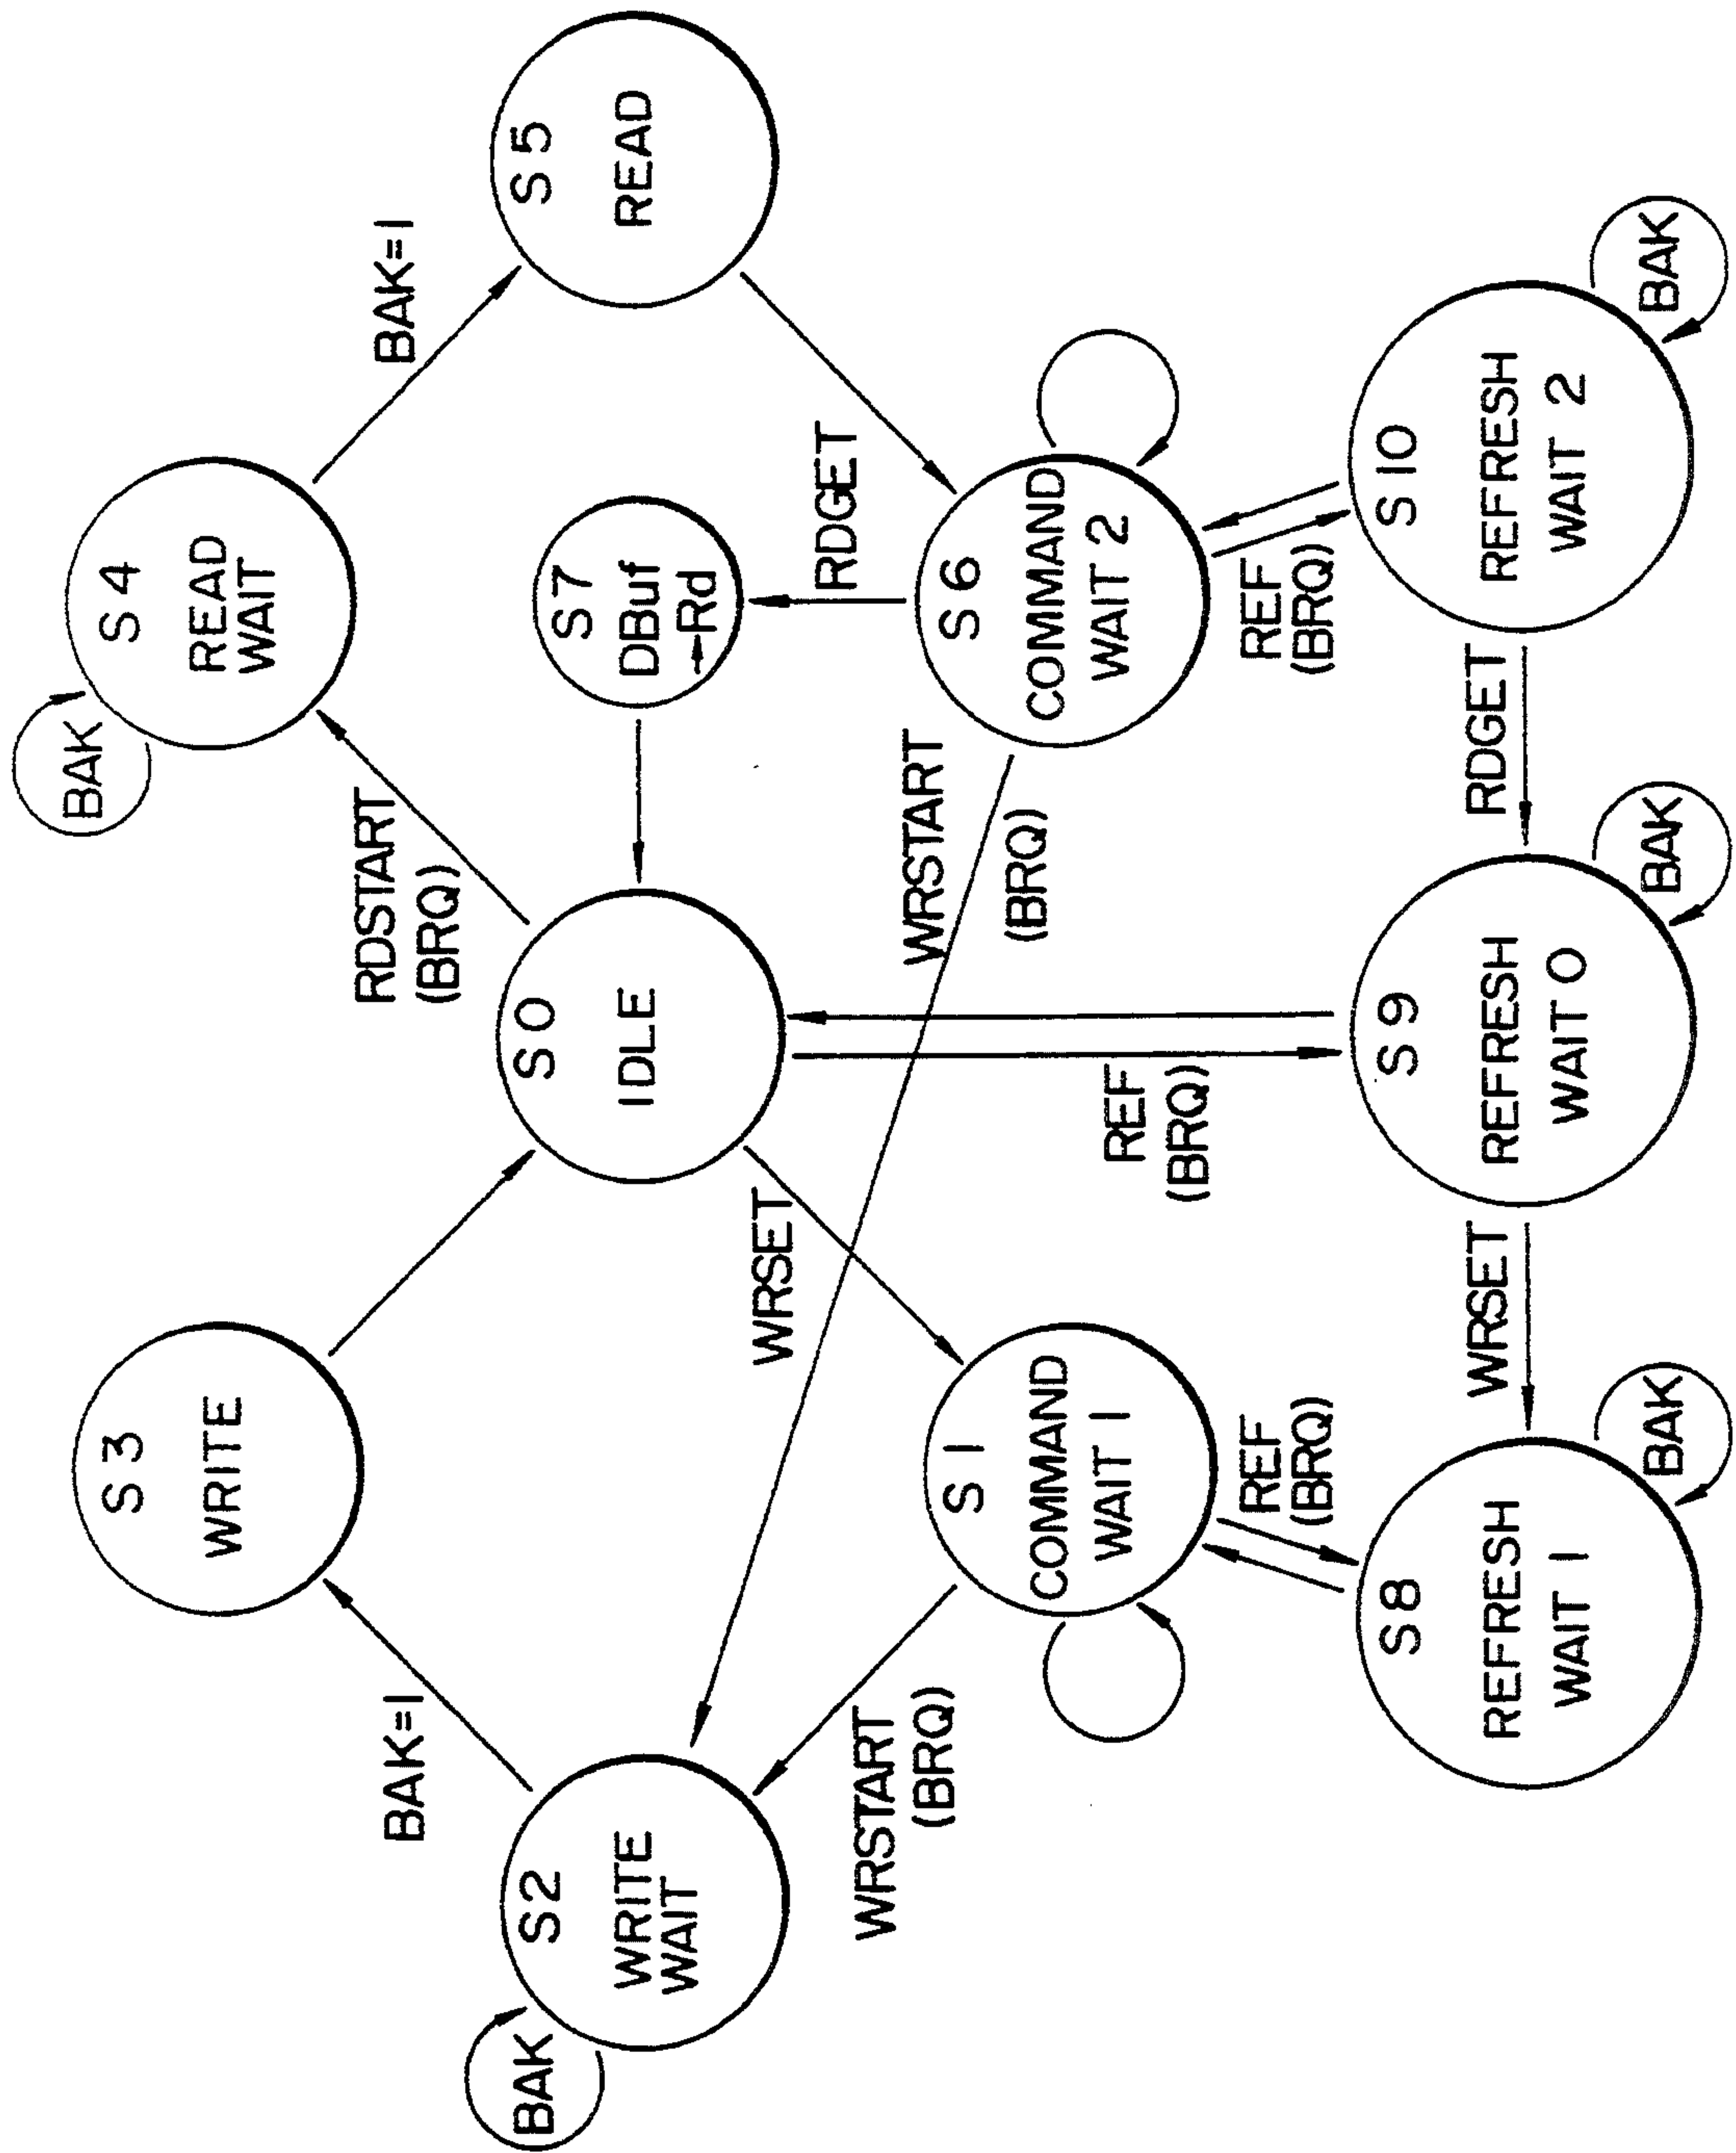 S3
WRITE
BAK
S4
READ
WAIT
BAK=1
RDSTART
(BRQ)
BAK=1
BAK
S2
WRITE
WAIT
S0
IDLE
S7
DBuf
→Rd
S5
READ
WRSET
RDGET
WRSTART
(BRQ)
WRSTART
(BRQ)
S1
COMMAND
WAIT 1
S6
COMMAND
WAIT 2
REF
(BRQ)
REF
(BRQ)
REF
(BRQ)
S8
REFRESH
WAIT 1
BAK
WRSET
S9
REFRESH
WAIT 0
BAK
RDGET
S10
REFRESH
WAIT 2
BAK